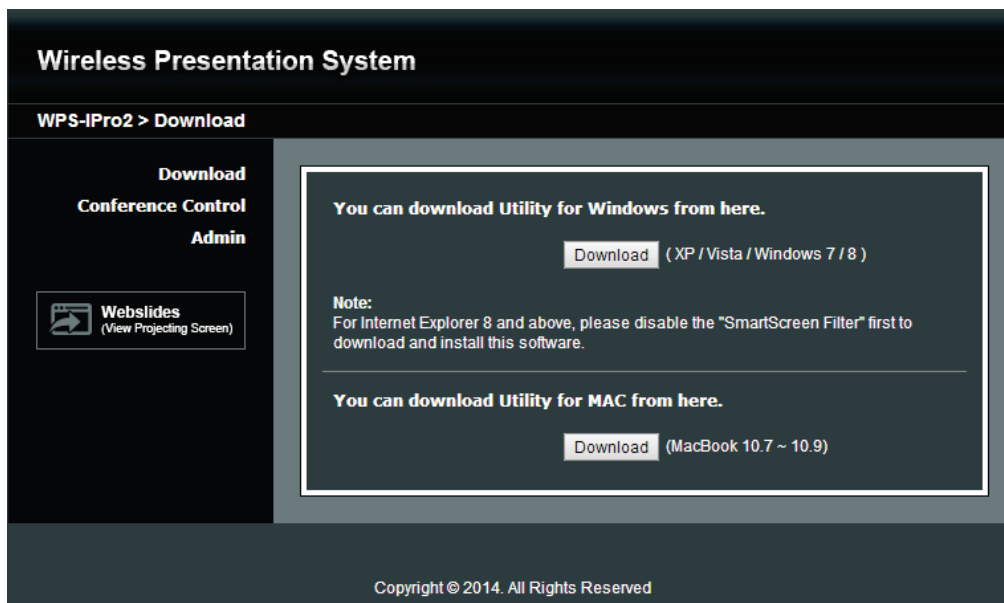 Wireless Presentation System
WPS-IPro2 > Download
Download
Conference Control
Admin
Webslides
(View Projecting Screen)
You can download Utility for Windows from here.
Download ( XP / Vista / Windows 7 / 8 )
Note:
For Internet Explorer 8 and above, please disable the "SmartScreen Filter" first to
download and install this software.
You can download Utility for MAC from here.
Download (MacBook 10.7 ~ 10.9)
Copyright © 2014. All Rights Reserved